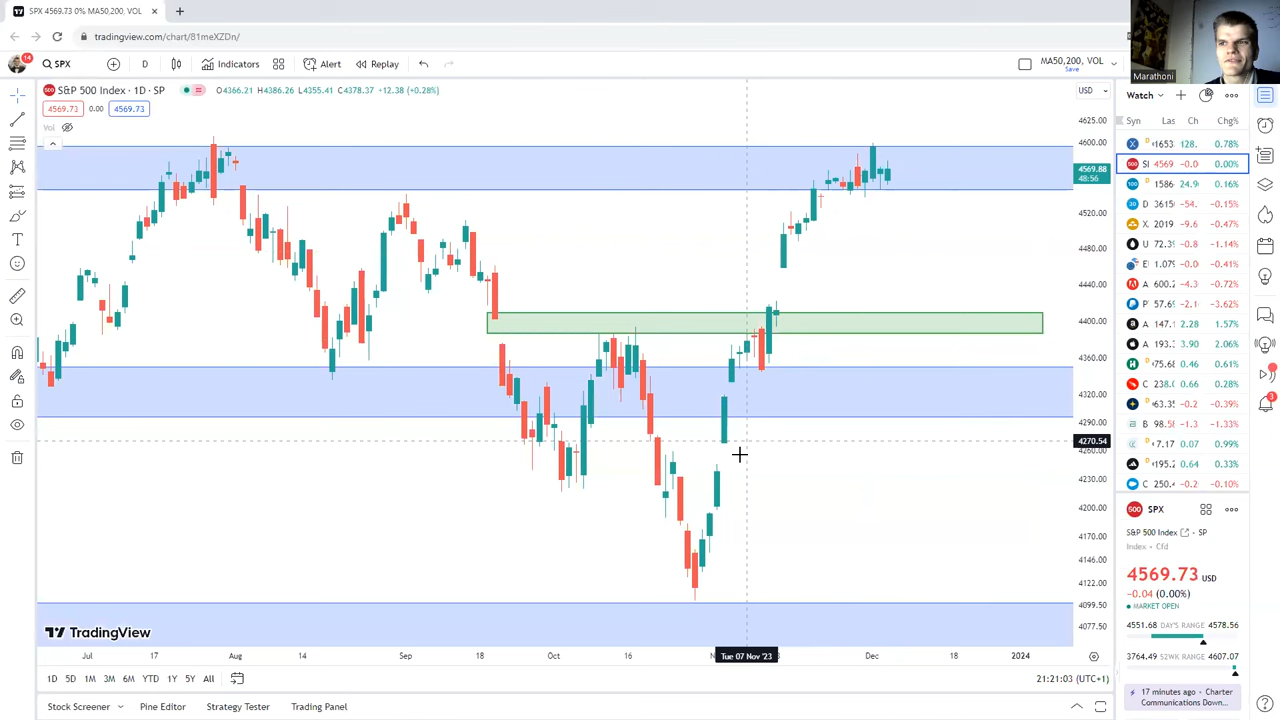 SPX 4569.73 0% MA50,200, VOL
tradingview.com/chart/81meXZDn/
14
SPX
D
Indicators
Alert
Replay
MA50,200, VOL
Save
Marathoni
S&P 500 Index · 1D · SP
O4366.21 H4386.26 L4355.41 C4378.37 +12.38 (+0.28%)
4569.73 0.00 4569.73
Vol
USD
4625.00
4600.00
4569.88
48:56
4520.00
4480.00
4440.00
4400.00
4360.00
4320.00
4290.00
4270.54
4260.00
4230.00
4200.00
4170.00
4146.00
4122.00
4099.50
4077.50
TradingView
Jul 17 Aug Sep 18 Oct 16 Tue 07 Nov '23 Dec 18 2024
1D 5D 1M 3M 6M YTD 1Y 5Y All
21:21:03 (UTC+1)
Stock Screener Pine Editor Strategy Tester Trading Panel
Watch
Syn Las Ch Chg%
1653 128. 0.78%
SI 4569 -0.0 0.00%
1586 24.9 0.16%
D 3615 -54. -0.15%
X 2019 -9.6 -0.47%
U 72.39 -0.8 -1.14%
E 1.079 -0.0 -0.41%
A 600.2 -4.3 -0.72%
P 57.69 -2.1 -3.62%
A 147.1 2.28 1.57%
A 193.3 3.90 2.06%
H 75.68 0.46 0.61%
C 238.0 0.66 0.28%
63.35 -0.2 -0.39%
B 98.58 -1.3 -1.33%
7.17 0.07 0.99%
195.2 0.64 0.33%
C 250.4 -0.2 -0.10%
3
SPX
S&P 500 Index · SP
Index · Cfd
4569.73 USD
-0.04 (0.00%)
MARKET OPEN
4551.68 DAY'S RANGE 4578.56
3764.49 52WK RANGE 4607.07
17 minutes ago · Charter
Communications Down...